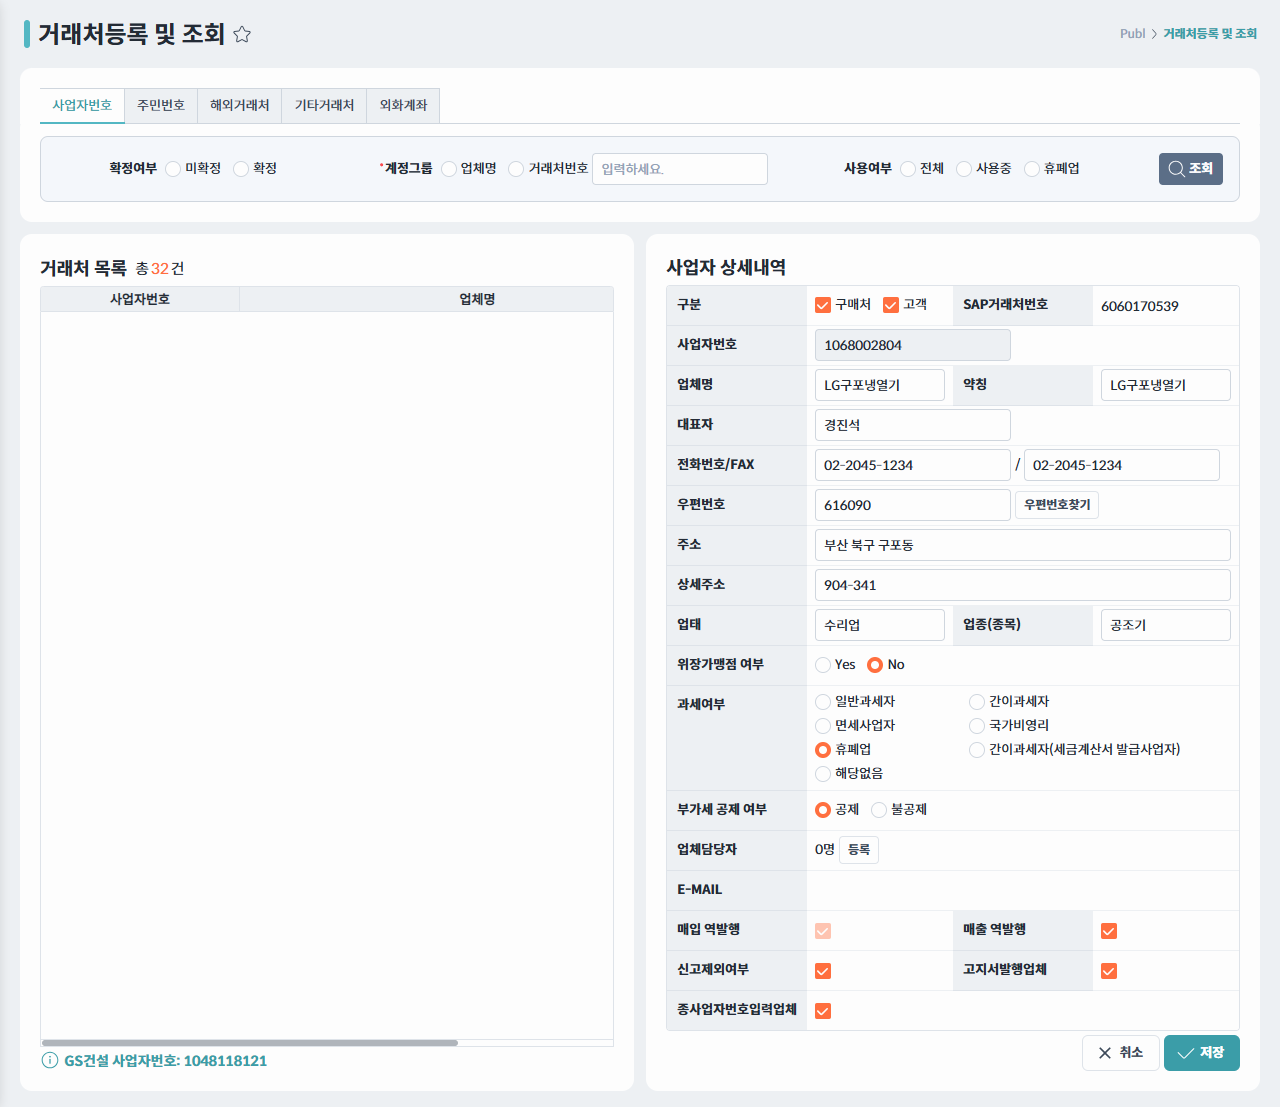 거래처등록 및 조회
Publ > 거래처등록 및 조회
사업자번호 주민번호 해외거래처 기타거래처 외화계좌
확정여부 미확정 확정 *계정그룹 업체명 거래처번호 입력하세요. 사용여부 전체 사용중 휴폐업 조회
거래처 목록 총 32 건
사업자번호 업체명
GS건설 사업자번호: 1048118121
사업자 상세내역
구분 구매처 고객 SAP거래처번호 6060170539
사업자번호 1068002804
업체명 LG구포냉열기 약칭 LG구포냉열기
대표자 경진석
전화번호/FAX 02-2045-1234 / 02-2045-1234
우편번호 616090 우편번호찾기
주소 부산 북구 구포동
상세주소 904-341
업태 수리업 업종(종목) 공조기
위장가맹점 여부 Yes No
과세여부 일반과세자 간이과세자
면세사업자 국가비영리
휴폐업 간이과세자(세금계산서 발급사업자)
해당없음
부가세 공제 여부 공제 불공제
업체담당자 0명 등록
E-MAIL
매입 역발행 매출 역발행
신고제외여부 고지서발행업체
종사업자번호입력업체
취소 저장